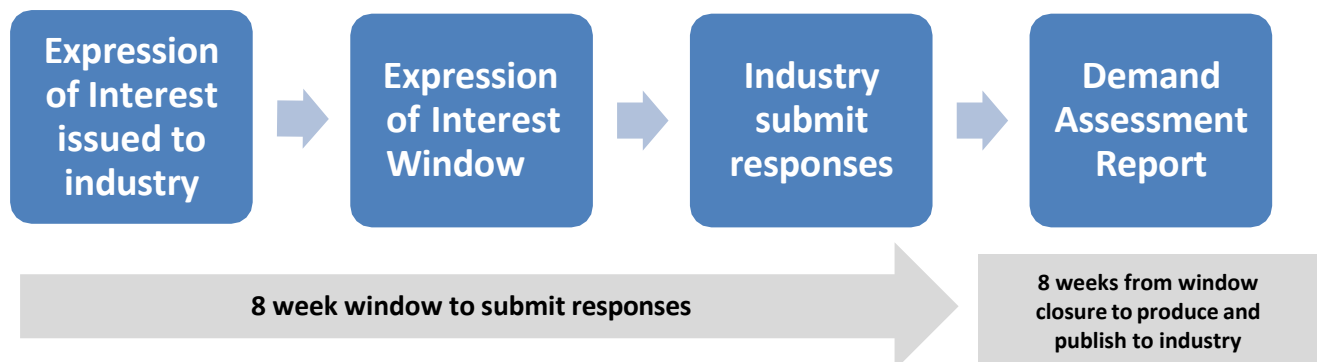 Expression
of Interest
issued to
industry
Expression
of Interest
Window
Industry
submit
responses
Demand
Assessment
Report
8 week window to submit responses
8 weeks from window
closure to produce and
publish to industry